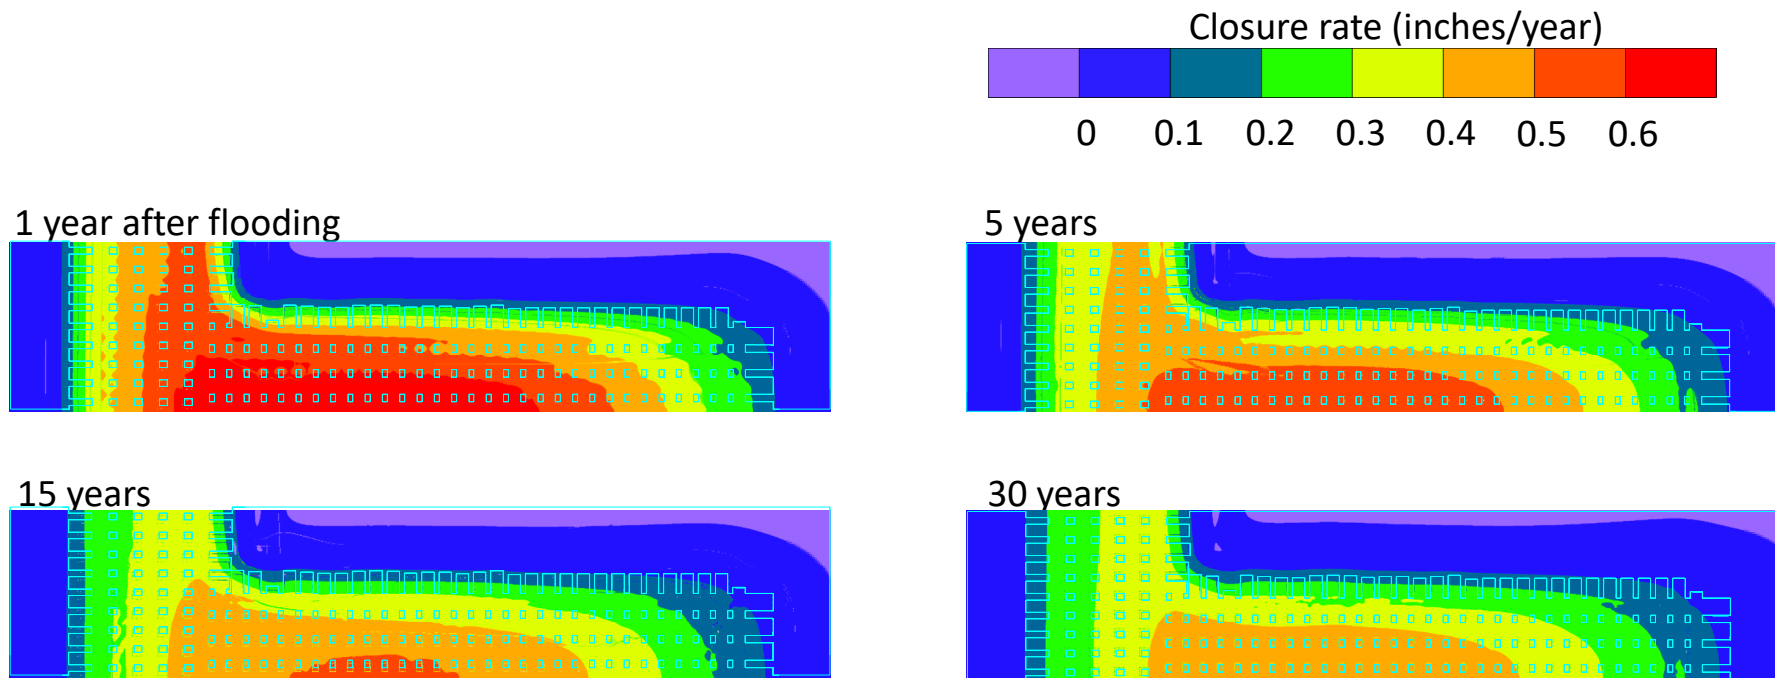 Closure rate (inches/year)
0 0.1 0.2 0.3 0.4 0.5 0.6
1 year after flooding
5 years
15 years
30 years